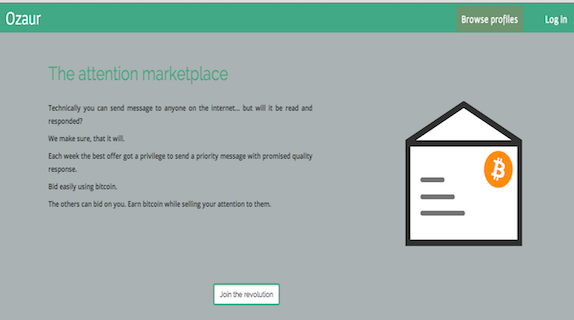 Ozaur
Browse profiles
Log in
The attention marketplace
Technically you can send message to anyone on the internet... but will it be read and
responded?
We make sure, that it will.
Each week the best offer got a privilege to send a priority message with promised quality
response.
Bid easily using bitcoin.
The others can bid on you. Earn bitcoin while selling your attention to them.
Join the revolution